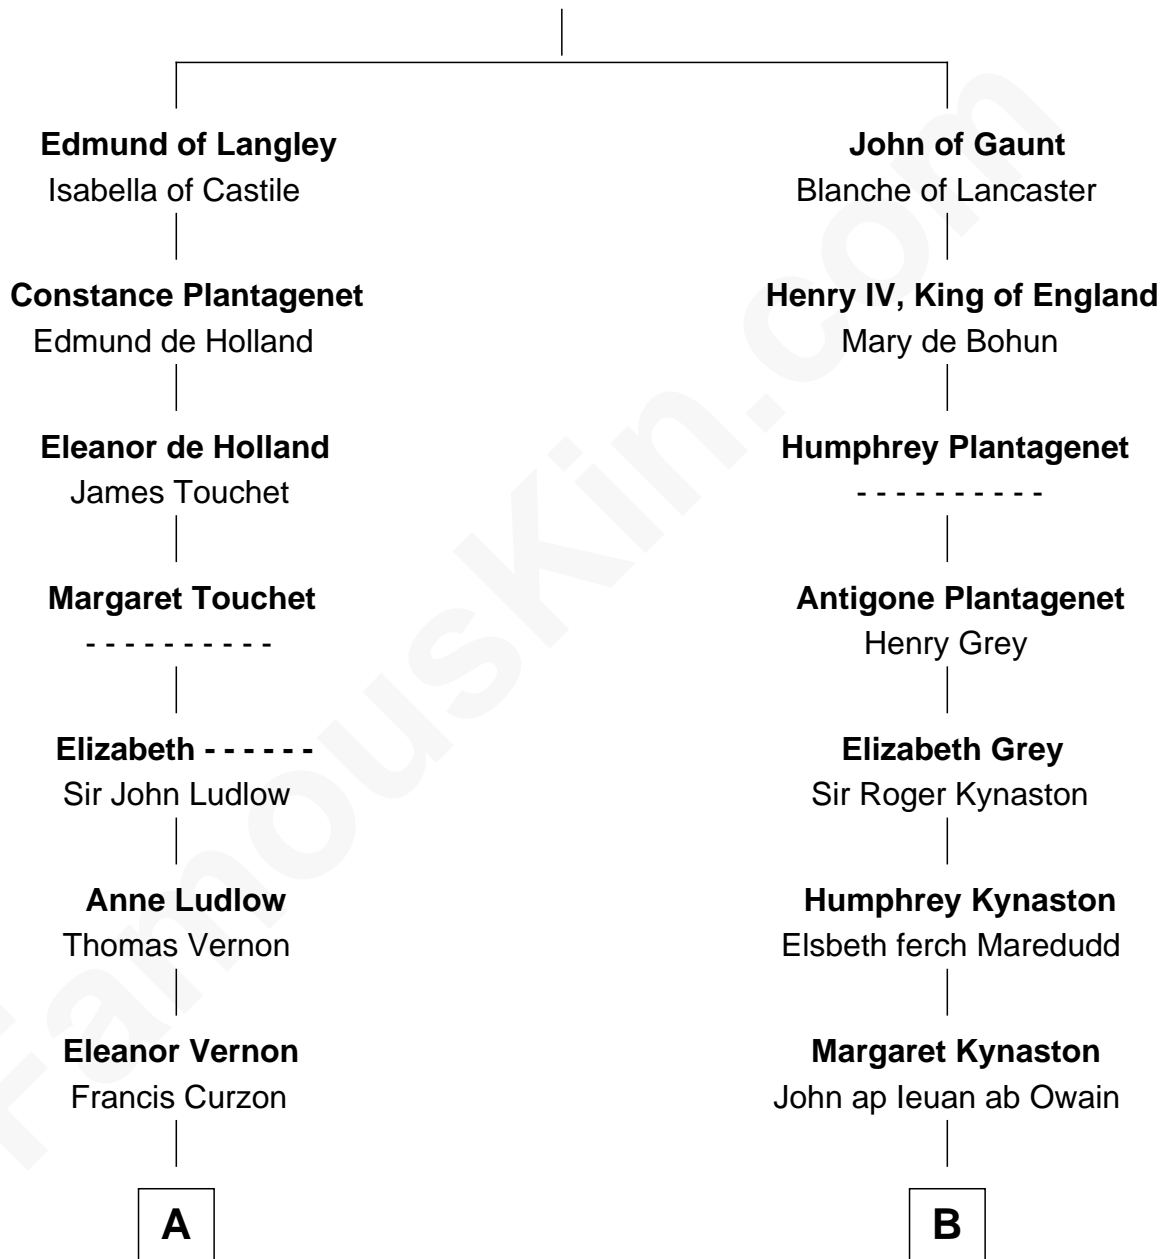 Edmund of Langley
Isabella of Castile
Constance Plantagenet
Edmund de Holland
Eleanor de Holland
James Touchet
Margaret Touchet
- - - - - - - - - -
Elizabeth - - - - - -
Sir John Ludlow
Anne Ludlow
Thomas Vernon
Eleanor Vernon
Francis Curzon
A
John of Gaunt
Blanche of Lancaster
Henry IV, King of England
Mary de Bohun
Humphrey Plantagenet
- - - - - - - - - -
Antigone Plantagenet
Henry Grey
Elizabeth Grey
Sir Roger Kynaston
Humphrey Kynaston
Elsbeth ferch Maredudd
Margaret Kynaston
John ap Ieuan ab Owain
B
FamousKin.com